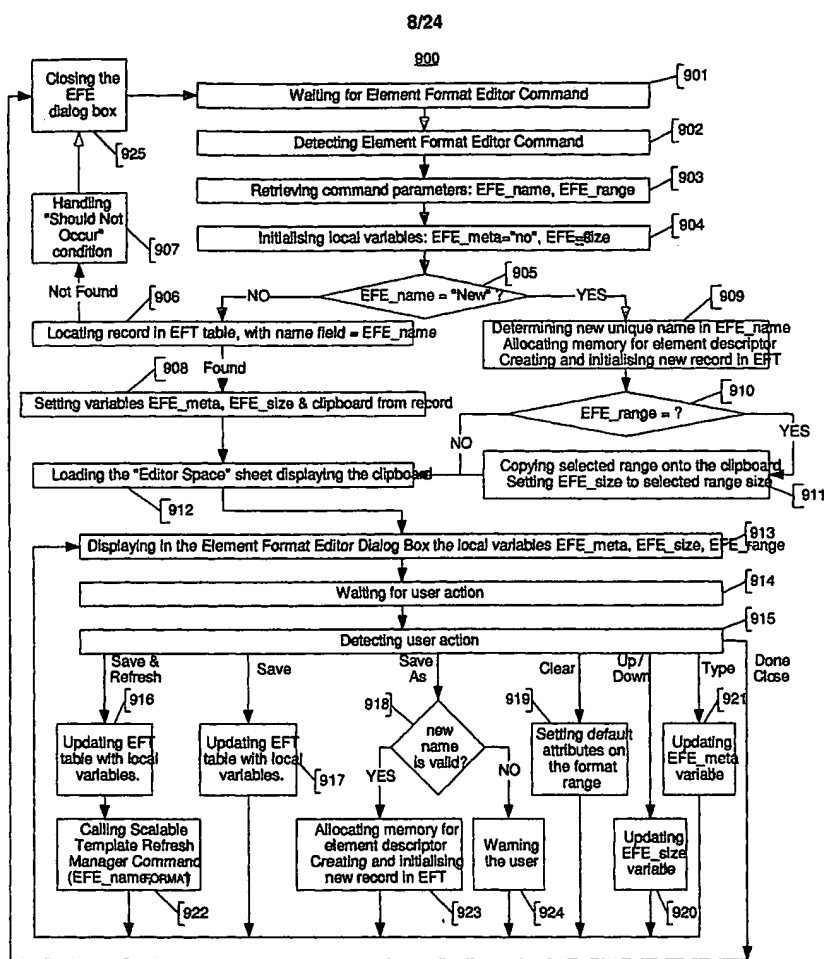 8/24
900
Closing the
EFE
dialog box
925
Waiting for Element Format Editor Command
901
Detecting Element Format Editor Command
902
Retrieving command parameters: EFE_name, EFE_range
903
Initialising local variables: EFE_meta="no", EFE_size
904
Handling
"Should Not
Occur"
condition
907
Not Found
905
EFE_name = "New" ?
NO
YES
906
Locating record in EFT table, with name field = EFE_name
909
Determining new unique name in EFE_name
Allocating memory for element descriptor
Creating and initialising new record in EFT
908
Found
Setting variables EFE_meta, EFE_size & clipboard from record
910
EFE_range = ?
NO
YES
Loading the "Editor Space" sheet displaying the clipboard
912
Copying selected range onto the clipboard
Setting EFE_size to selected range size
911
Displaying in the Element Format Editor Dialog Box the local variables EFE_meta, EFE_size, EFE_range
913
Waiting for user action
914
Detecting user action
915
Save &
Refresh
Save
Save
As
Clear
Up/
Down
Type
Done
Close
916
Updating EFT
table with local
variables.
Updating EFT
table with local
variables.
917
918
new
name
is valid?
YES
NO
919
Setting default
attributes on
the format
range
921
Updating
EFE_meta
variable
Calling Scalable
Template Refresh
Manager Command
(EFE_name,FORMAT)
922
Allocating memory for
element descriptor
Creating and initialising
new record in EFT
923
Warning
the user
924
Updating
EFE_size
variable
920